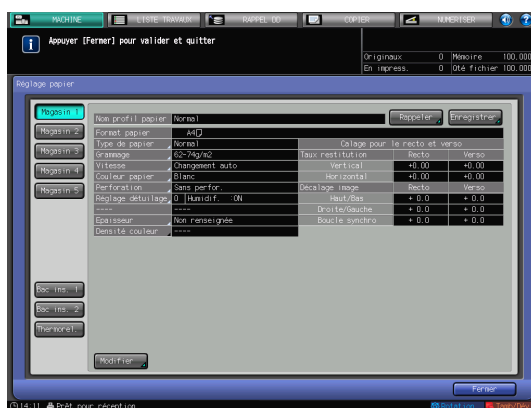 MACHINE LISTE TRAVAUX RAPPEL DD COPIER NUMERISER
Appuyer [Fermer] pour valider et quitter
Originaux 0 Mémoire 100.000
En impress. 0 Qté fichier 100.000
Réglage papier
Magasin 1
Magasin 2
Magasin 3
Magasin 4
Magasin 5
Bac ins. 1
Bac ins. 2
Thermorel.
Nom profil papier Normal Rappeler Enregistrer
Format papier A4
Type de papier Normal Calage pour le recto et verso
Grammage 62-74g/m2 Taux restitution Recto Verso
Vitesse Changement auto Vertical +0.00 +0.00
Couleur papier Blanc Horizontal +0.00 +0.00
Perforation Sans perfor. Décalage image Recto Verso
Réglage détuilage 0 Humidif. :ON Haut/Bas + 0.0 + 0.0
---- ---- Droite/Gauche + 0.0 + 0.0
Epaisseur Non renseignée Boucle synchro + 0.0 + 0.0
Densité couleur ----
Modifier
Fermer
14:11 Prêt pour réception Rotation Tamb/Dév